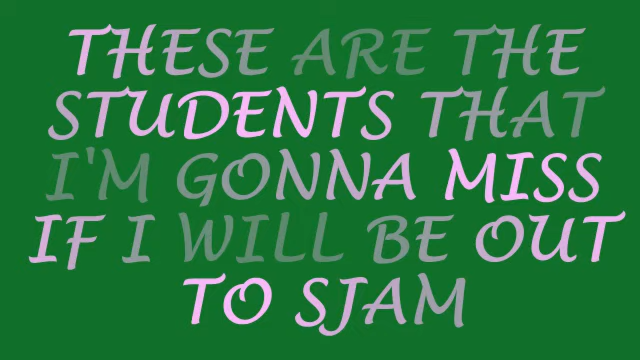 THESE ARE THE
STUDENTS THAT
I'M GONNA MISS
IF I WILL BE OUT
TO SJAM